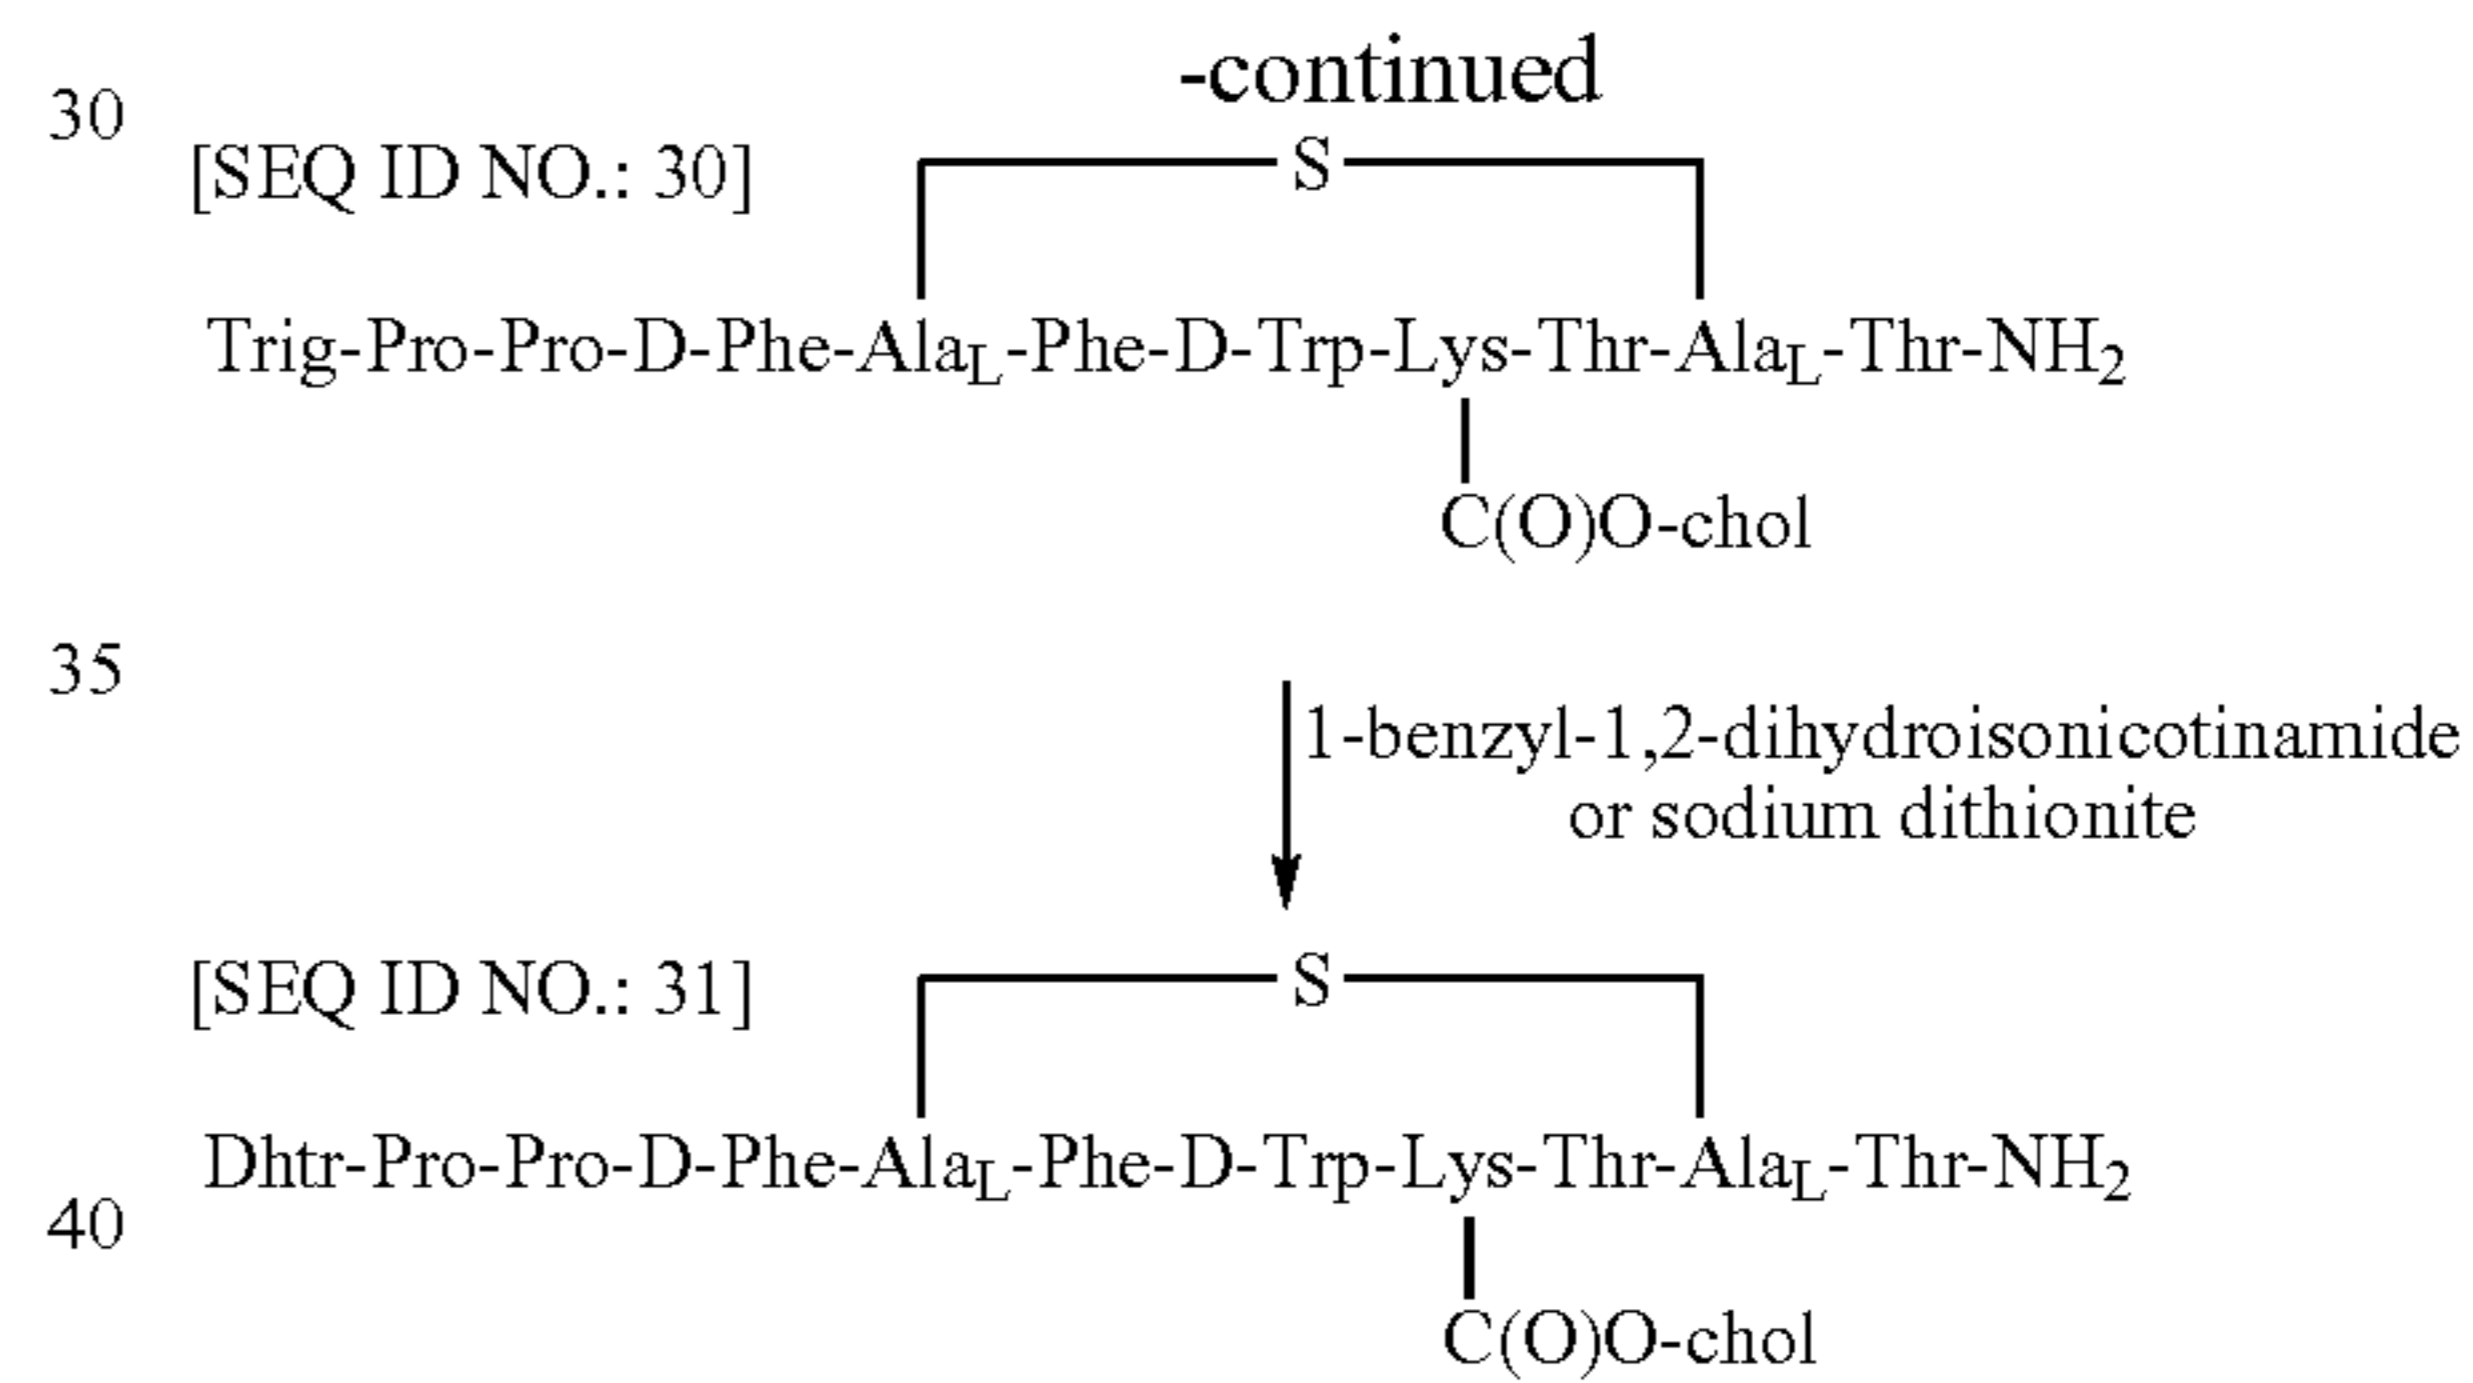 -continued
30
[SEQ ID NO.: 30]
S
Trig-Pro-Pro-D-Phe-AlaL-Phe-D-Trp-Lys-Thr-AlaL-Thr-NH2
C(O)O-chol
35
1-benzyl-1,2-dihydroisonicotinamide
or sodium dithionite
[SEQ ID NO.: 31]
S
Dhtr-Pro-Pro-D-Phe-AlaL-Phe-D-Trp-Lys-Thr-AlaL-Thr-NH2
40
C(O)O-chol